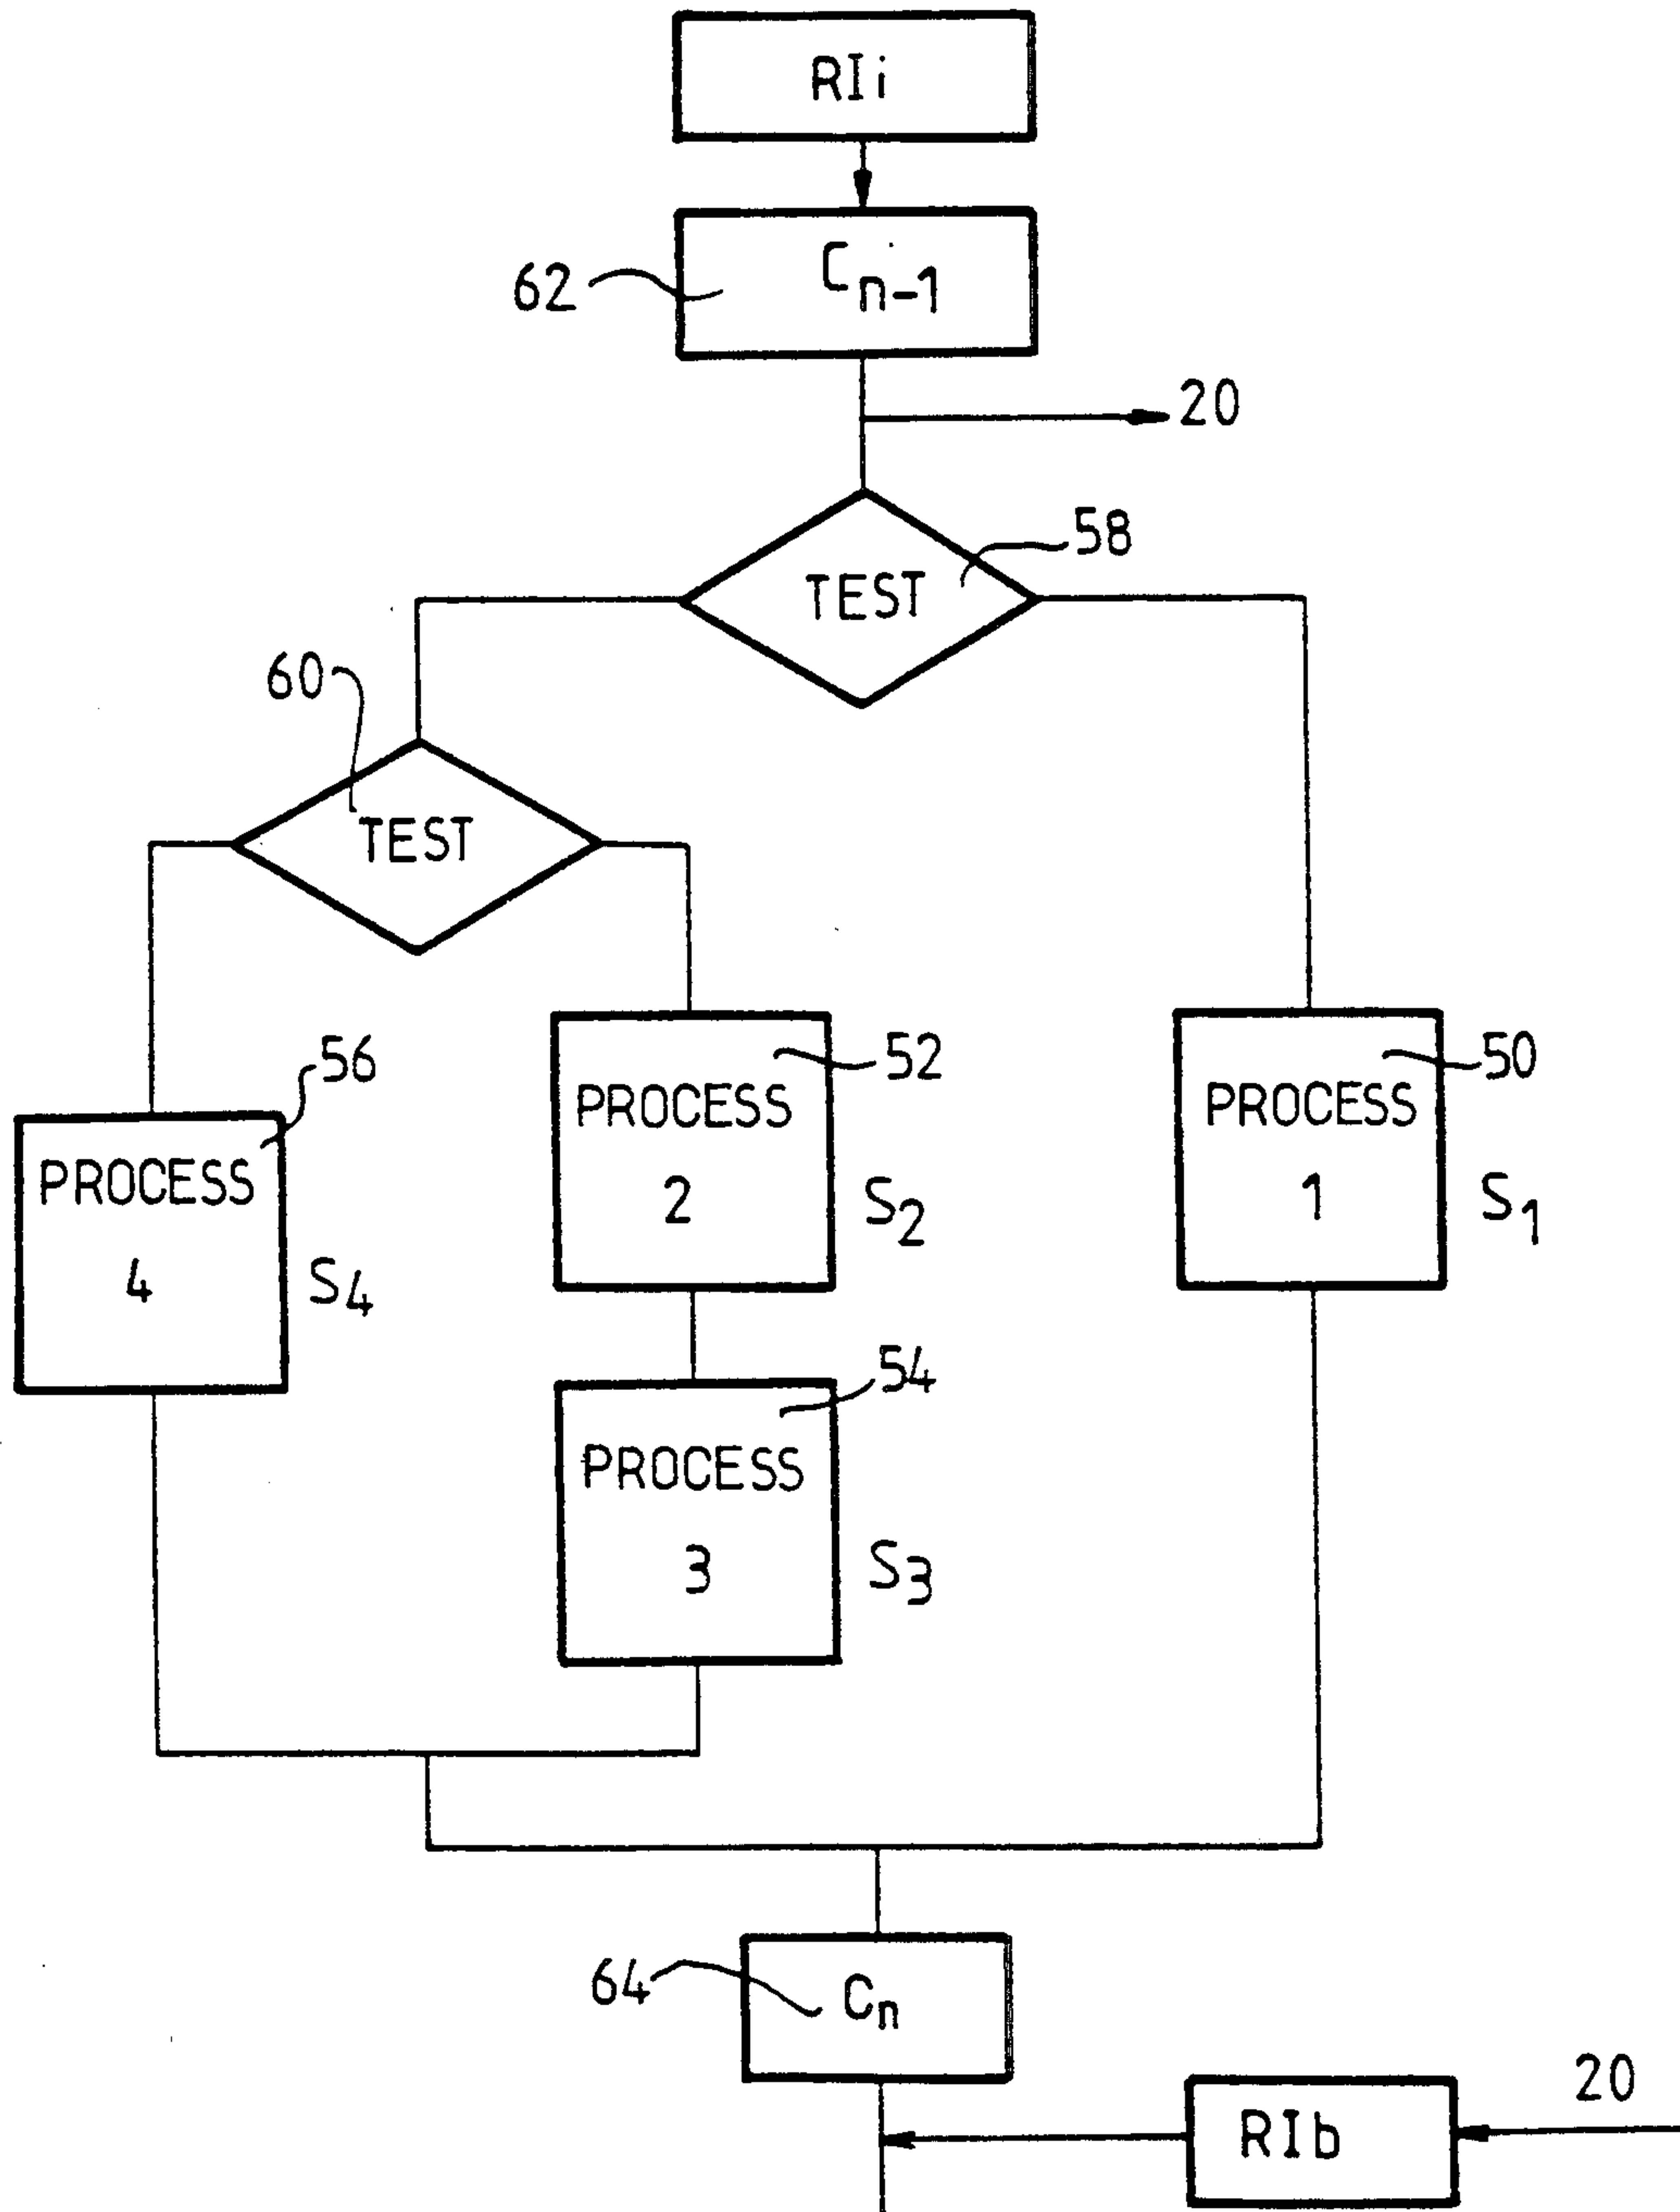 RIi
62
Cn-1
20
58
TEST
60
TEST
56
52
50
PROCESS
4
S4
PROCESS
2
S2
PROCESS
1
S1
54
PROCESS
3
S3
64
Cn
20
RIb